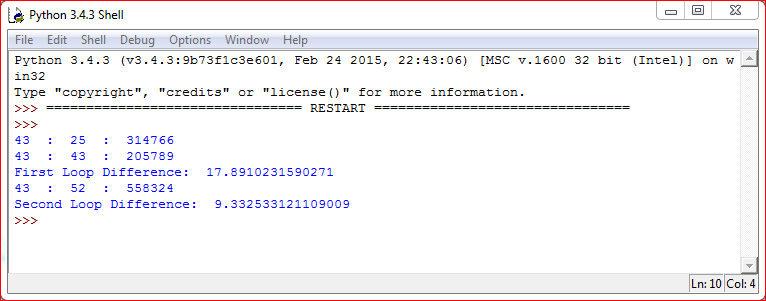 Python 3.4.3 Shell
File Edit Shell Debug Options Window Help
Python 3.4.3 (v3.4.3:9b73f1c3e601, Feb 24 2015, 22:43:06) [MSC v.1600 32 bit (Intel)] on w
in32
Type "copyright", "credits" or "license()" for more information.
>>> ================================ RESTART ================================
>>>
43  :  25  :  314766
43  :  43  :  205789
First Loop Difference:  17.8910231590271
43  :  52  :  558324
Second Loop Difference:  9.332533121109009
>>>
Ln: 10 Col: 4